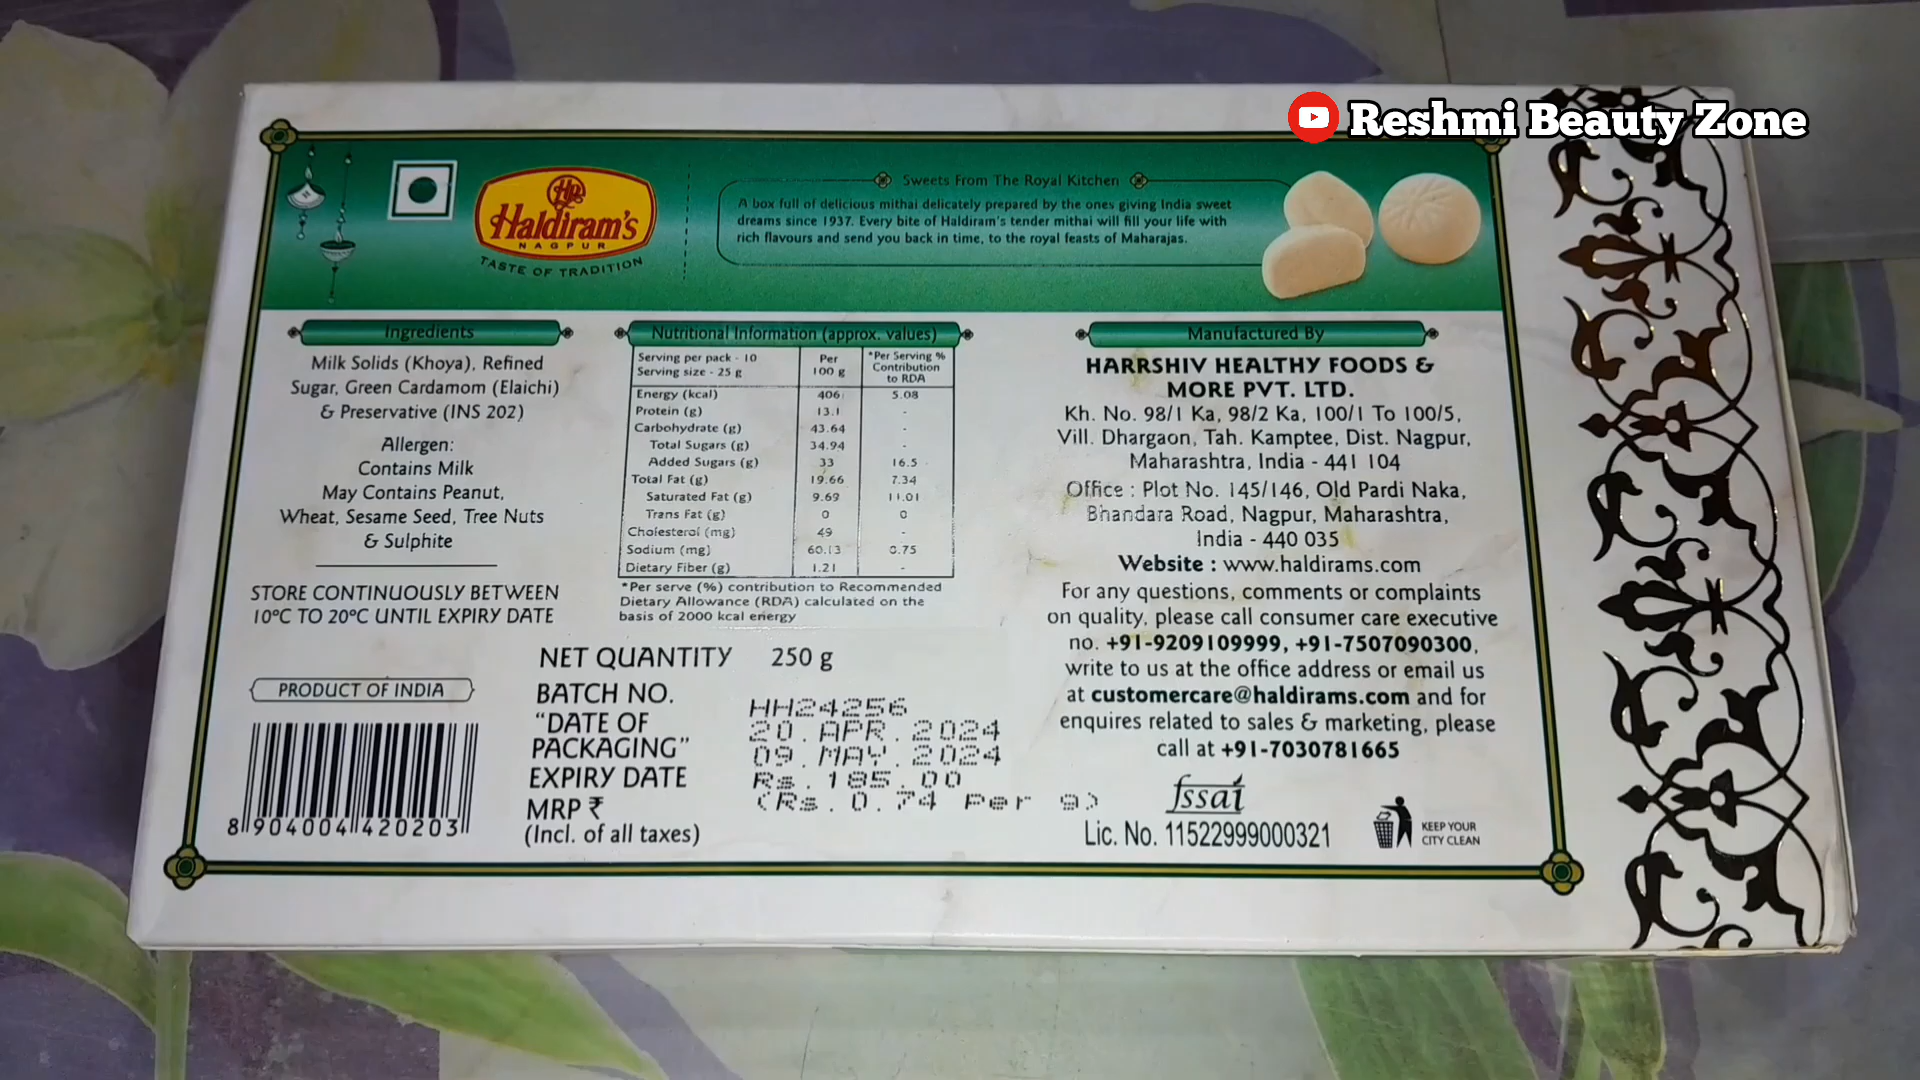 Reshmi Beauty Zone
HR
Haldiram's
NAGPUR
TASTE OF TRADITION
Sweets From The Royal Kitchen
A box full of delicious mithai delicately prepared by the ones giving India sweet
dreams since 1937. Every bite of Haldiram's tender mithai will fill your life with
rich flavours and send you back in time, to the royal feasts of Maharajas.
Ingredients
Milk Solids (Khoya), Refined
Sugar, Green Cardamom (Elaichi)
& Preservative (INS 202)
Allergen:
Contains Milk
May Contains Peanut,
Wheat, Sesame Seed, Tree Nuts
& Sulphite
STORE CONTINUOUSLY BETWEEN
10ºC TO 20ºC UNTIL EXPIRY DATE
PRODUCT OF INDIA
8 904004 420203
Nutritional Information (approx. values)
Serving per pack - 10
Serving size - 25 g
Per
100 g
*Per Serving %
Contribution
to RDA
Energy (kcal) 406 5.08
Protein (g) 13.1 -
Carbohydrate (g) 43.64 -
Total Sugars (g) 34.94 -
Added Sugars (g) 33 16.5
Total Fat (g) 19.66 7.34
Saturated Fat (g) 9.69 11.01
Trans Fat (g) 0 0
Cholesterol (mg) 49 -
Sodium (mg) 60.13 0.75
Dietary Fiber (g) 1.21 -
*Per serve (%) contribution to Recommended
Dietary Allowance (RDA) calculated on the
basis of 2000 kcal energy
NET QUANTITY 250 g
BATCH NO. HH24256
"DATE OF
PACKAGING" 20.APR.2024
EXPIRY DATE 09.MAY.2024
MRP ₹ Rs.185.00
(Incl. of all taxes) (Rs.0.74 Per g)
Manufactured By
HARRSHIV HEALTHY FOODS &
MORE PVT. LTD.
Kh. No. 98/1 Ka, 98/2 Ka, 100/1 To 100/5,
Vill. Dhargaon, Tah. Kamptee, Dist. Nagpur,
Maharashtra, India - 441 104
Office : Plot No. 145/146, Old Pardi Naka,
Bhandara Road, Nagpur, Maharashtra,
India - 440 035
Website : www.haldirams.com
For any questions, comments or complaints
on quality, please call consumer care executive
no. +91-9209109999, +91-7507090300,
write to us at the office address or email us
at customercare@haldirams.com and for
enquires related to sales & marketing, please
call at +91-7030781665
fssai
Lic. No. 11522999000321
KEEP YOUR
CITY CLEAN